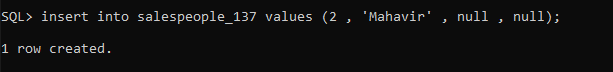 SQL> insert into salespeople_137 values (2 , 'Mahavir' , null , null);
1 row created.